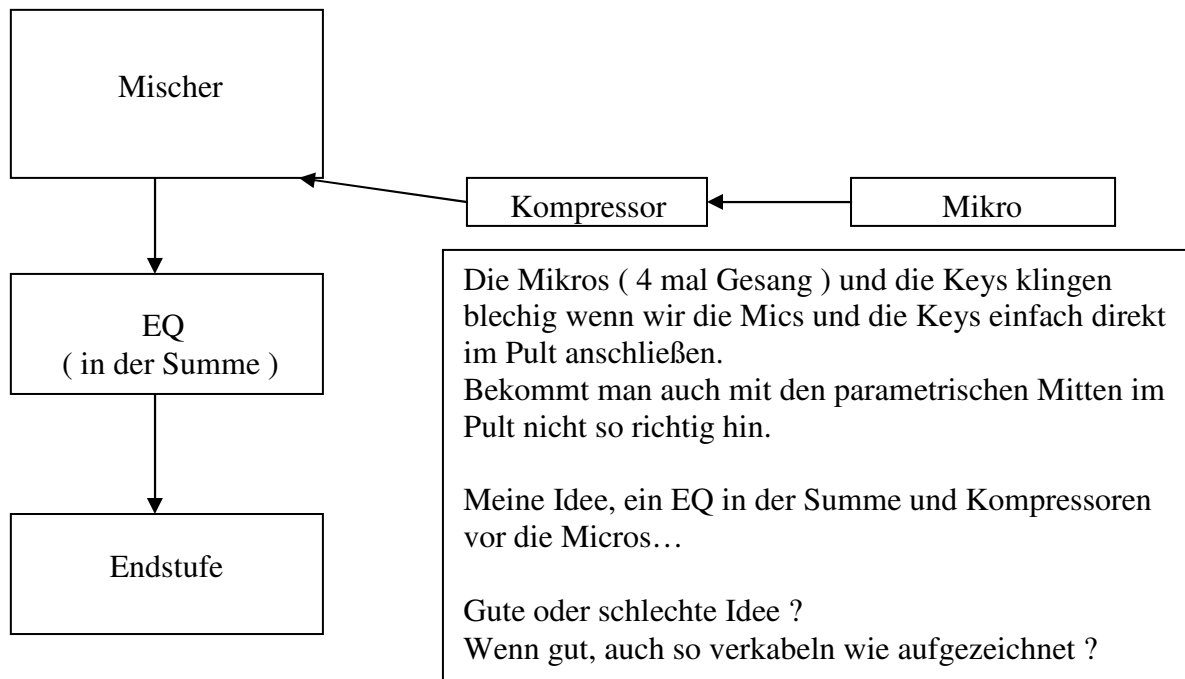 Mischer
Kompressor
Mikro
EQ
( in der Summe )
Endstufe
Die Mikros ( 4 mal Gesang ) und die Keys klingen
blechig wenn wir die Mics und die Keys einfach direkt
im Pult anschließen.
Bekommt man auch mit den parametrischen Mitten im
Pult nicht so richtig hin.
Meine Idee, ein EQ in der Summe und Kompressoren
vor die Micros…
Gute oder schlechte Idee ?
Wenn gut, auch so verkabeln wie aufgezeichnet ?